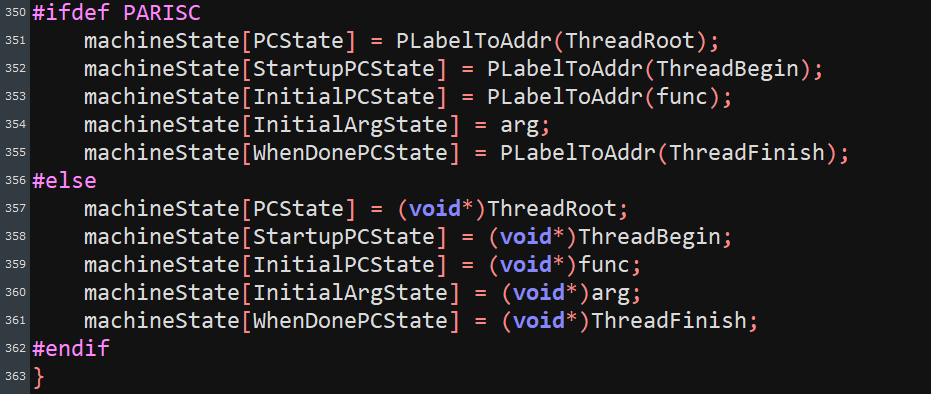 350 #ifdef PARISC
351     machineState[PCState] = PLabelToAddr(ThreadRoot);
352     machineState[StartupPCState] = PLabelToAddr(ThreadBegin);
353     machineState[InitialPCState] = PLabelToAddr(func);
354     machineState[InitialArgState] = arg;
355     machineState[WhenDonePCState] = PLabelToAddr(ThreadFinish);
356 #else
357     machineState[PCState] = (void*)ThreadRoot;
358     machineState[StartupPCState] = (void*)ThreadBegin;
359     machineState[InitialPCState] = (void*)func;
360     machineState[InitialArgState] = (void*)arg;
361     machineState[WhenDonePCState] = (void*)ThreadFinish;
362 #endif
363 }